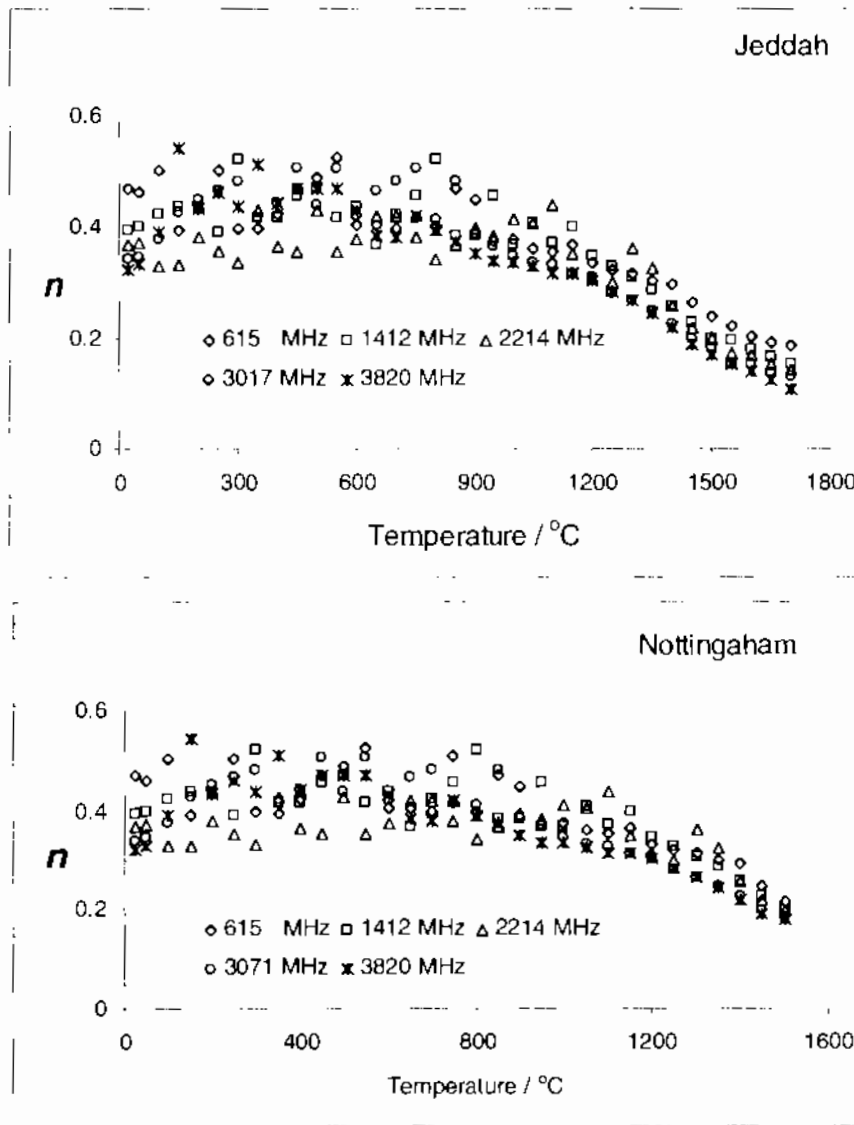 Jeddah
0.6
0.4
n
0.2
◇ 615 MHz □ 1412 MHz △ 2214 MHz
○ 3017 MHz ж 3820 MHz
0
0 300 600 900 1200 1500 1800
Temperature / °C
Nottingaham
0.6
0.4
n
0.2
◇ 615 MHz □ 1412 MHz △ 2214 MHz
○ 3071 MHz ж 3820 MHz
0
0 400 800 1200 1600
Temperature / °C